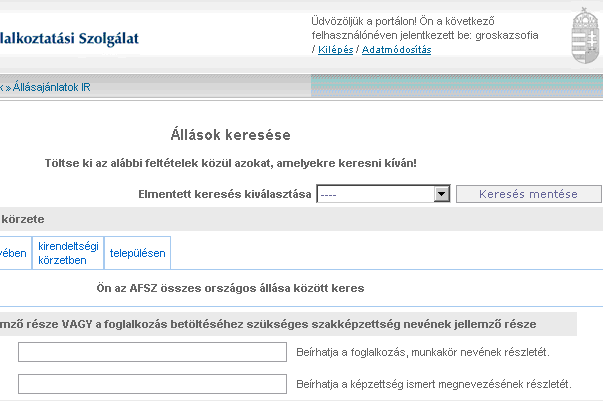 Üdvözöljük a portálon! Ön a következő
felhasználónéven jelentkezett be: groskazsofia
/ Kilépés / Adatmódosítás
lalkoztatási Szolgálat
k » Állásajánlatok IR
Állások keresése
Töltse ki az alábbi feltételek közül azokat, amelyekre keresni kíván!
Elmentett keresés kiválasztása ---- Keresés mentése
körzete
yében kirendeltségi településen
körzetben
Ön az AFSZ összes országos állása között keres
mző része VAGY a foglalkozás betöltéséhez szükséges szakképzettség nevének jellemző része
Beírhatja a foglalkozás, munkakör nevének részletét.
Beírhatja a képzettség ismert megnevezésének részletét.